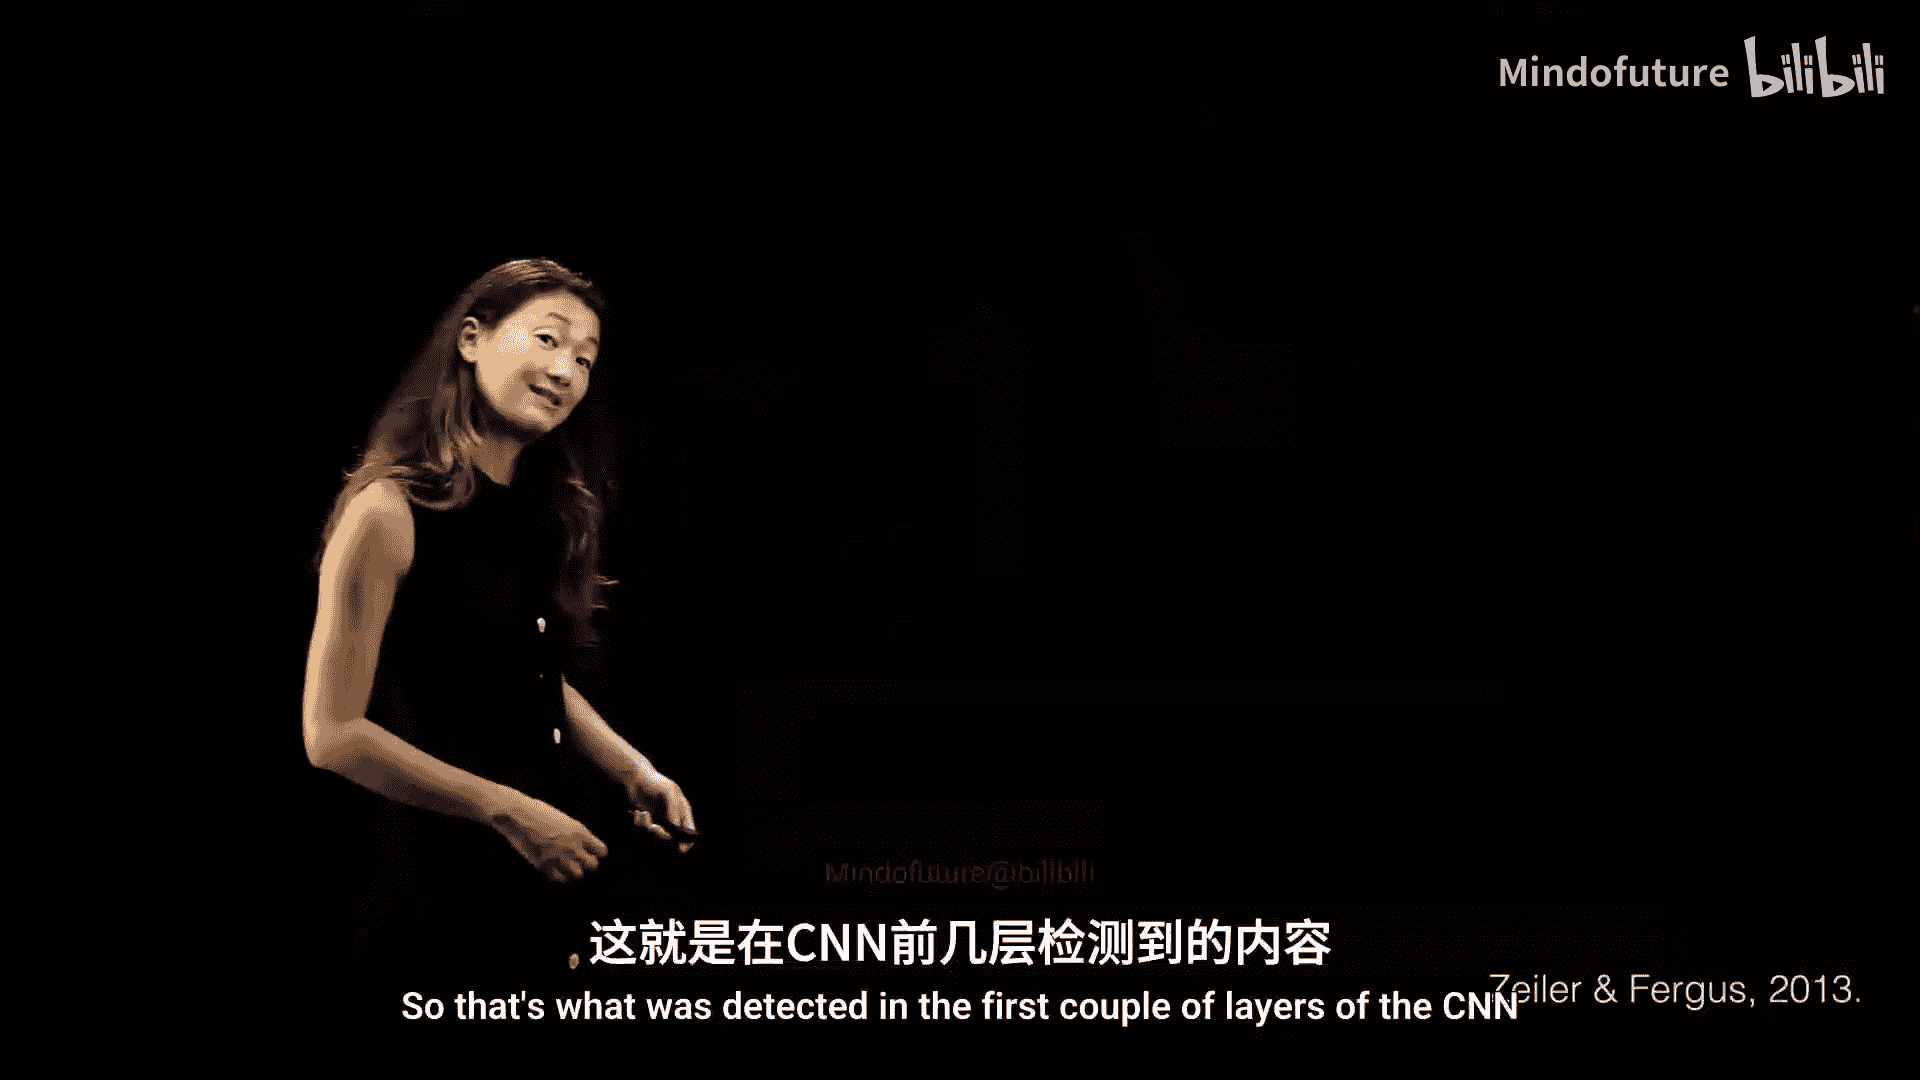 Mindofuture bilibili
Mindofuture@bilibili
这就是在CNN前几层检测到的内容
Zeiler & Fergus, 2013.
So that's what was detected in the first couple of layers of the CNN